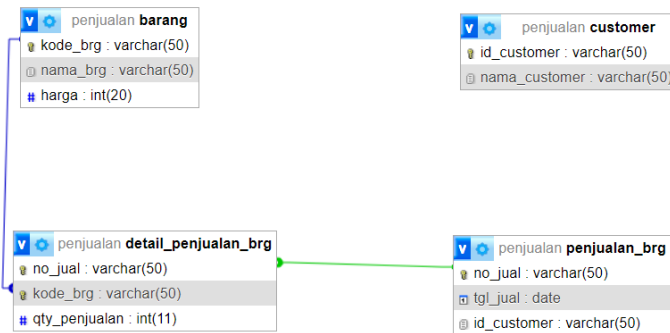 penjualan barang
kode_brg : varchar(50)
nama_brg : varchar(50)
# harga : int(20)
penjualan customer
id_customer : varchar(50)
nama_customer : varchar(50)
penjualan detail_penjualan_brg
no_jual : varchar(50)
kode_brg : varchar(50)
# qty_penjualan : int(11)
penjualan penjualan_brg
no_jual : varchar(50)
tgl_jual : date
id_customer : varchar(50)